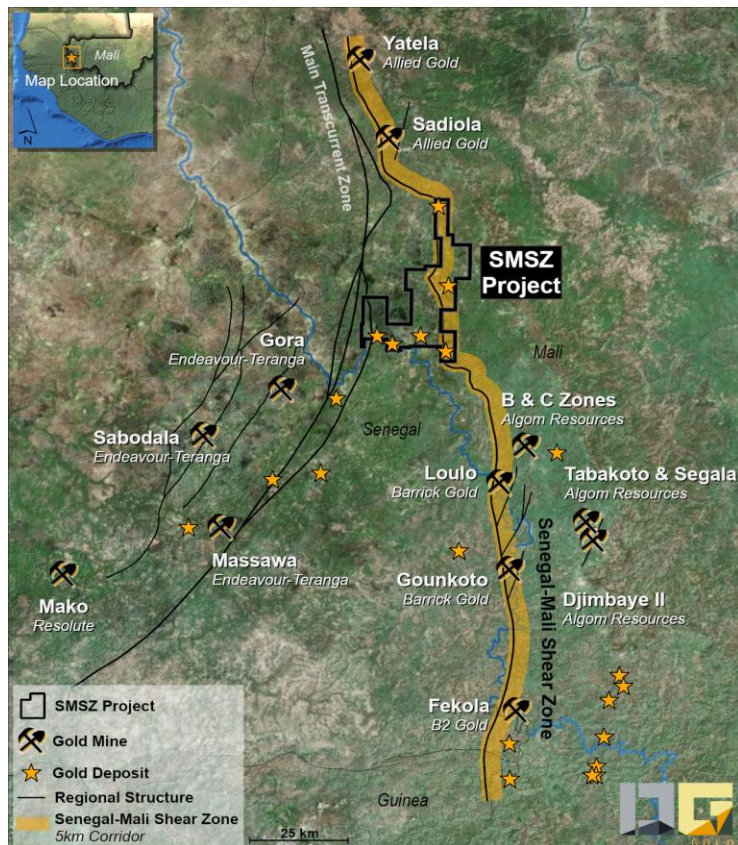 Mali
Map Location
N
Main Transcurrent Zone
Yatela
Allied Gold
Sadiola
Allied Gold
SMSZ
Project
Gora
Endeavour-Teranga
Mali
Sabodala
Endeavour-Teranga
Senegal
B & C Zones
Algom Resources
Loulo
Barrick Gold
Tabakoto & Segala
Algom Resources
Massawa
Endeavour-Teranga
Gounkoto
Barrick Gold
Senegal-Mali Shear Zone
Mako
Resolute
Djimbaye II
Algom Resources
Fekola
B2 Gold
SMSZ Project
Gold Mine
Gold Deposit
Regional Structure
Senegal-Mali Shear Zone
5km Corridor
25 km
Guinea
GOLD